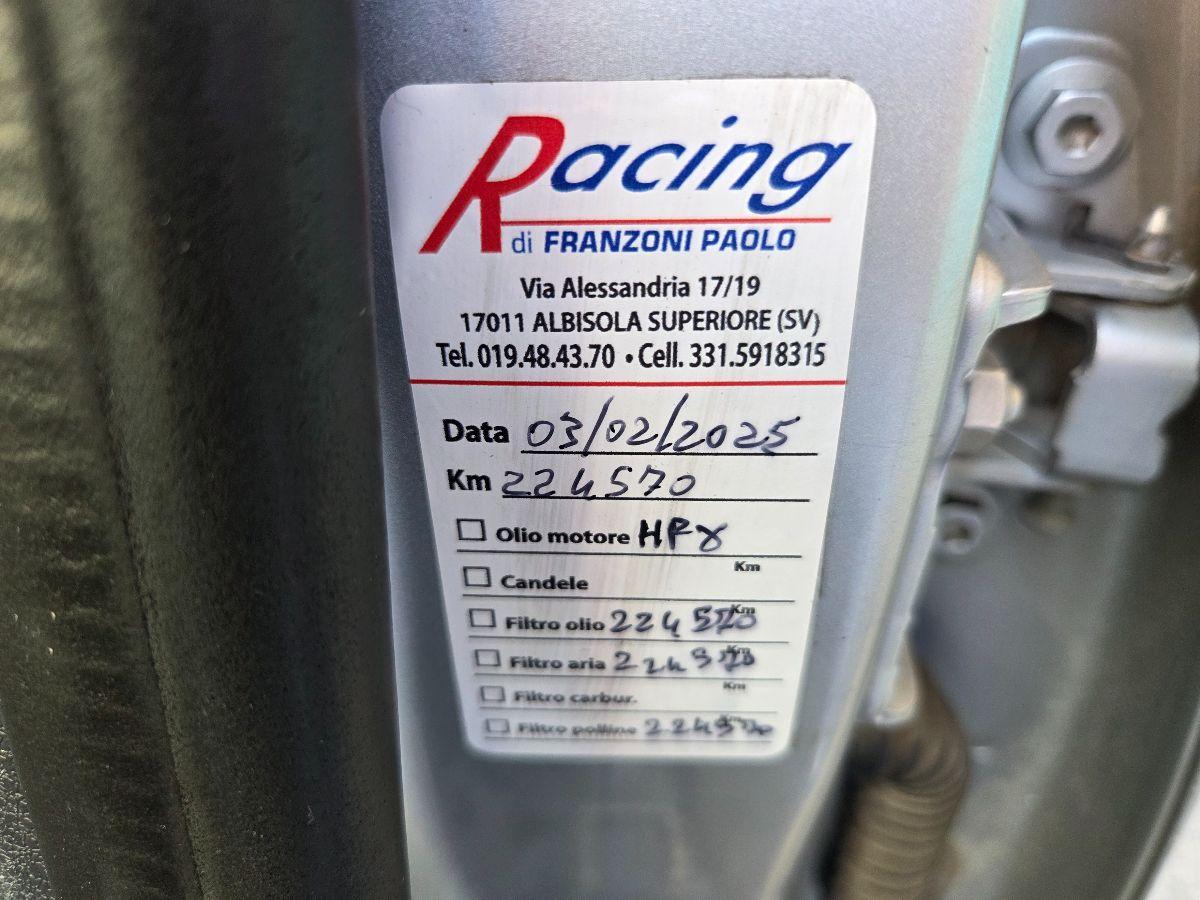 Racing
di FRANZONI PAOLO
Via Alessandria 17/19
17011 ALBISOLA SUPERIORE (SV)
Tel. 019.48.43.70 • Cell. 331.5918315
Data 03/02/2025
Km 224570
Olio motore
Km
Candele
Km
Filtro olio 224570
Km
Filtro aria 224570
Km
Filtro carbur.
Filtro polline 224570